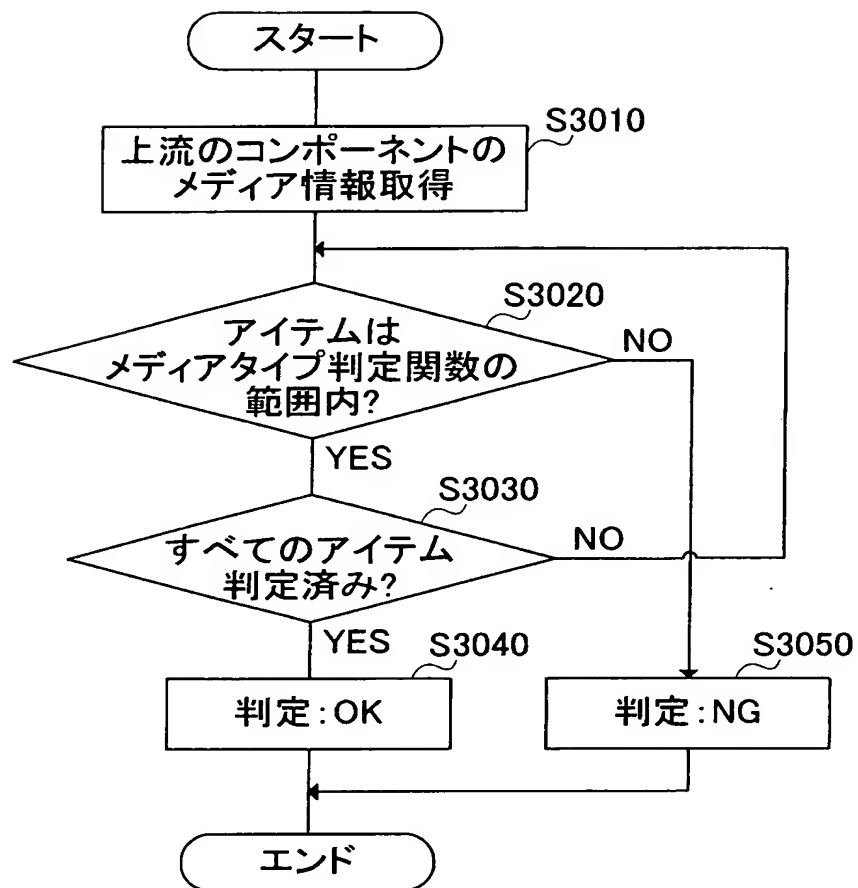 スタート
S3010
上流のコンポーネントの
メディア情報取得
S3020
アイテムは
メディアタイプ判定関数の
範囲内?
NO
YES
S3030
すべてのアイテム
判定済み?
NO
YES
S3040
判定:OK
S3050
判定:NG
エンド